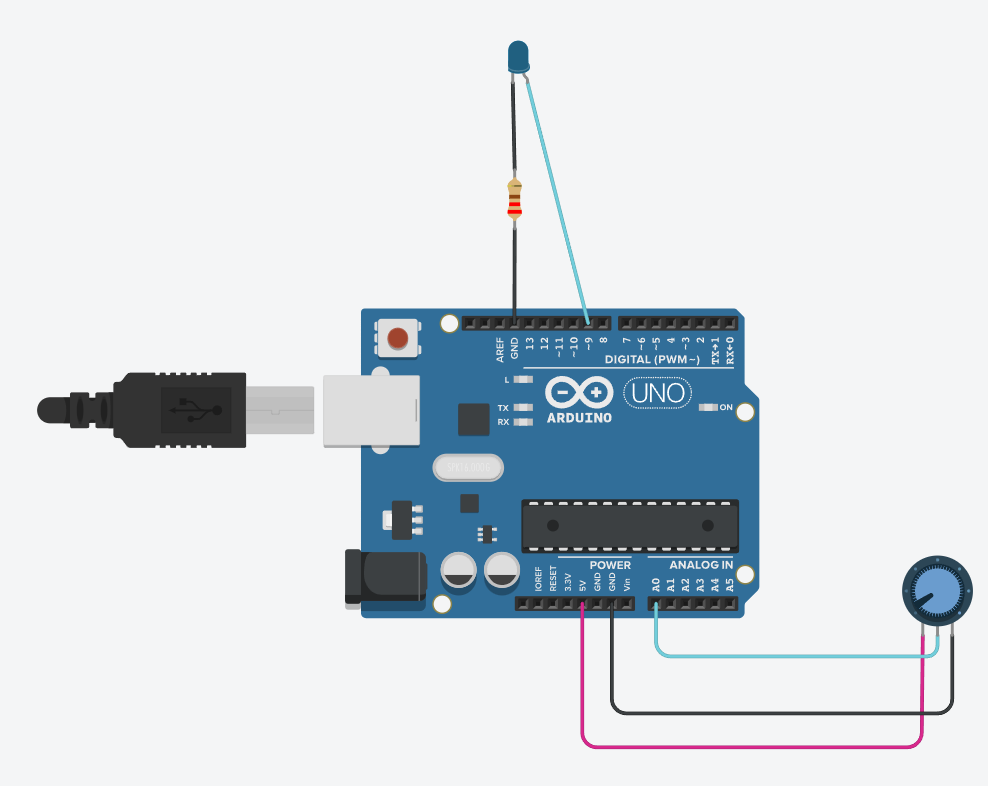 AREF
GND
13
12
~11
~10
~9
8
7
~6
~5
4
~3
2
TX→1
RX←0
DIGITAL (PWM~)
L
TX
RX
ARDUINO
UNO
ON
POWER
ANALOG IN
IOREF
RESET
3.3V
5V
GND
GND
Vin
A0
A1
A2
A3
A4
A5